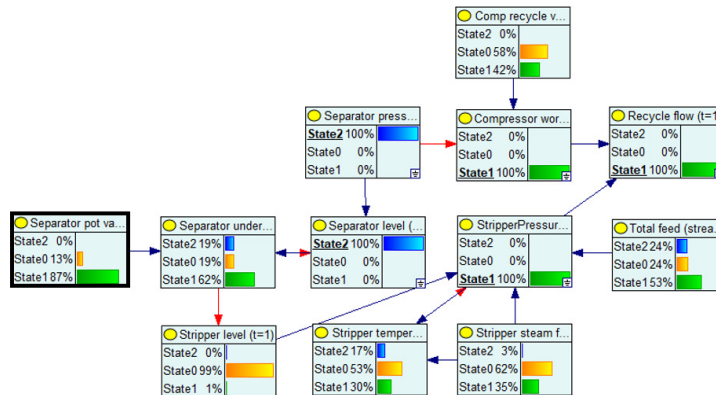 Comp recycle v...
State2 0%
State0 58%
State1 42%
Separator press...
State2 100%
State0 0%
State1 0%
Compressor wor...
State2 0%
State0 0%
State1 100%
Recycle flow (t=1
State2 0%
State0 0%
State1 100%
Separator pot va...
State2 0%
State0 13%
State1 87%
Separator under...
State2 19%
State0 19%
State1 62%
Separator level (...
State2 100%
State0 0%
State1 0%
StripperPressur...
State2 0%
State0 0%
State1 100%
Total feed (strea...
State2 24%
State0 24%
State1 53%
Stripper level (t=1)
State2 0%
State0 99%
State1 1%
Stripper temper...
State2 17%
State0 53%
State1 30%
Stripper steam f...
State2 3%
State0 62%
State1 35%